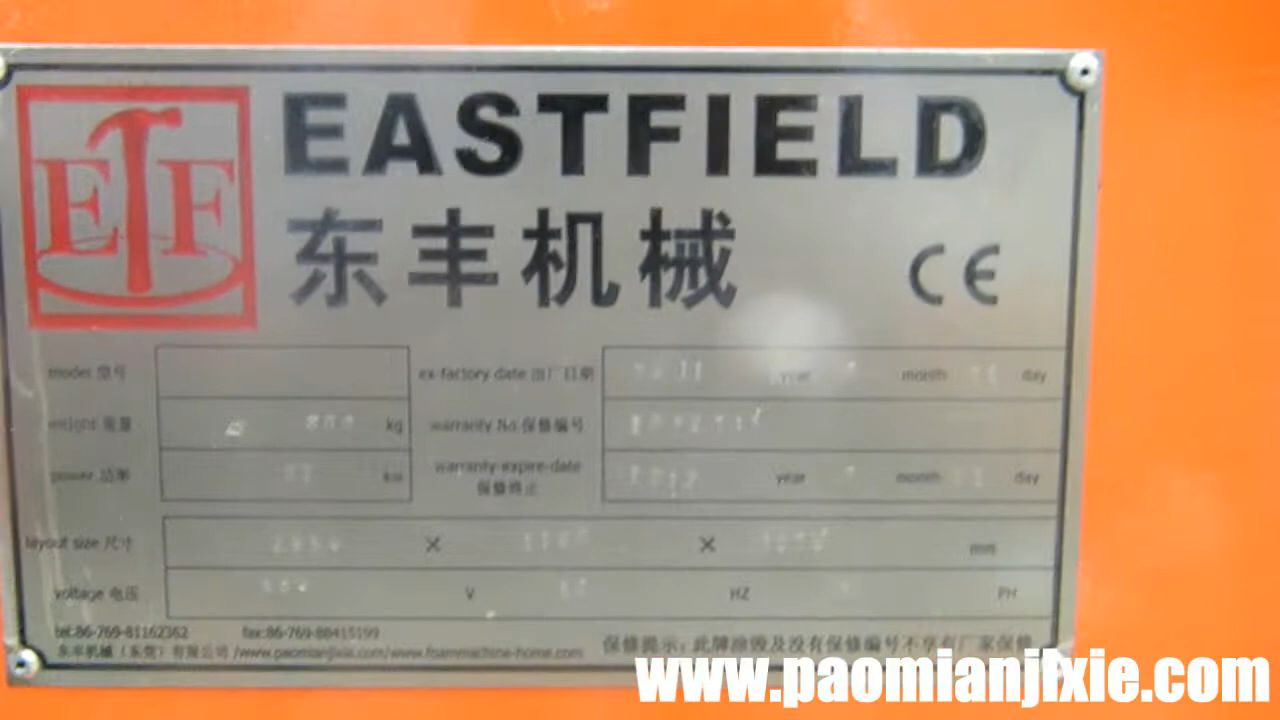 ETF
EASTFIELD
东丰机械
CE
model 型号
ex-factory date 出厂日期 year month day
weight 重量 kg
warranty No.保修编号
power 功率 kw
warranty-expire-date
保修终止 year month day
layout size 尺寸 × × mm
voltage 电压 V HZ PH
tel:86-769-81162362 fax:86-769-88415199
东丰机械（东莞）有限公司 /www.paomianjixie.com/www.foammachine-home.com
保修提示：此牌涂毁及没有保修编号不享有厂家保修
www.paomianjixie.com